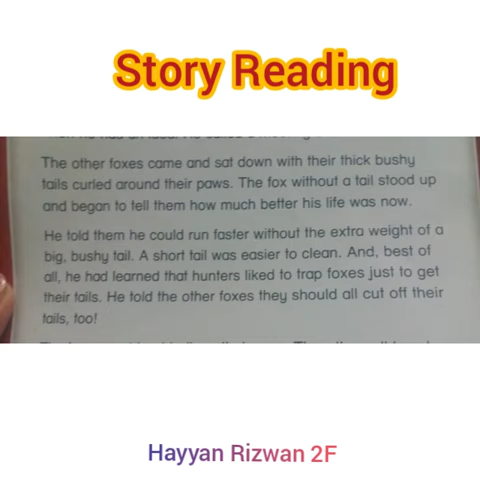 Story Reading
The other foxes came and sat down with their thick bushy
tails curled around their paws. The fox without a tail stood up
and began to tell them how much better his life was now.
He told them he could run faster without the extra weight of a
big, bushy tail. A short tail was easier to clean. And, best of
all, he had learned that hunters liked to trap foxes just to get
their tails. He told the other foxes they should all cut off their
tails, too!
Hayyan Rizwan 2F